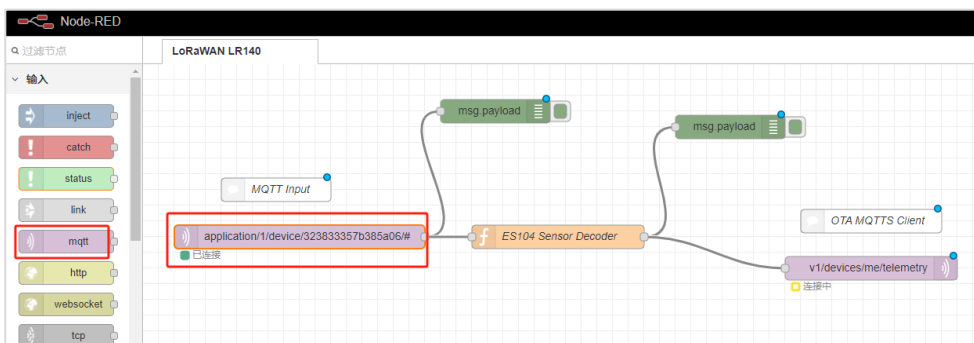 Node-RED
过滤节点
LoRaWAN LR140
输入
inject
catch
status
link
mqtt
http
websocket
tcp
msg.payload
msg.payload
MQTT Input
OTA MQTTS Client
application/1/device/323833357b385a06/#
已连接
f
ES104 Sensor Decoder
v1/devices/me/telemetry
连接中